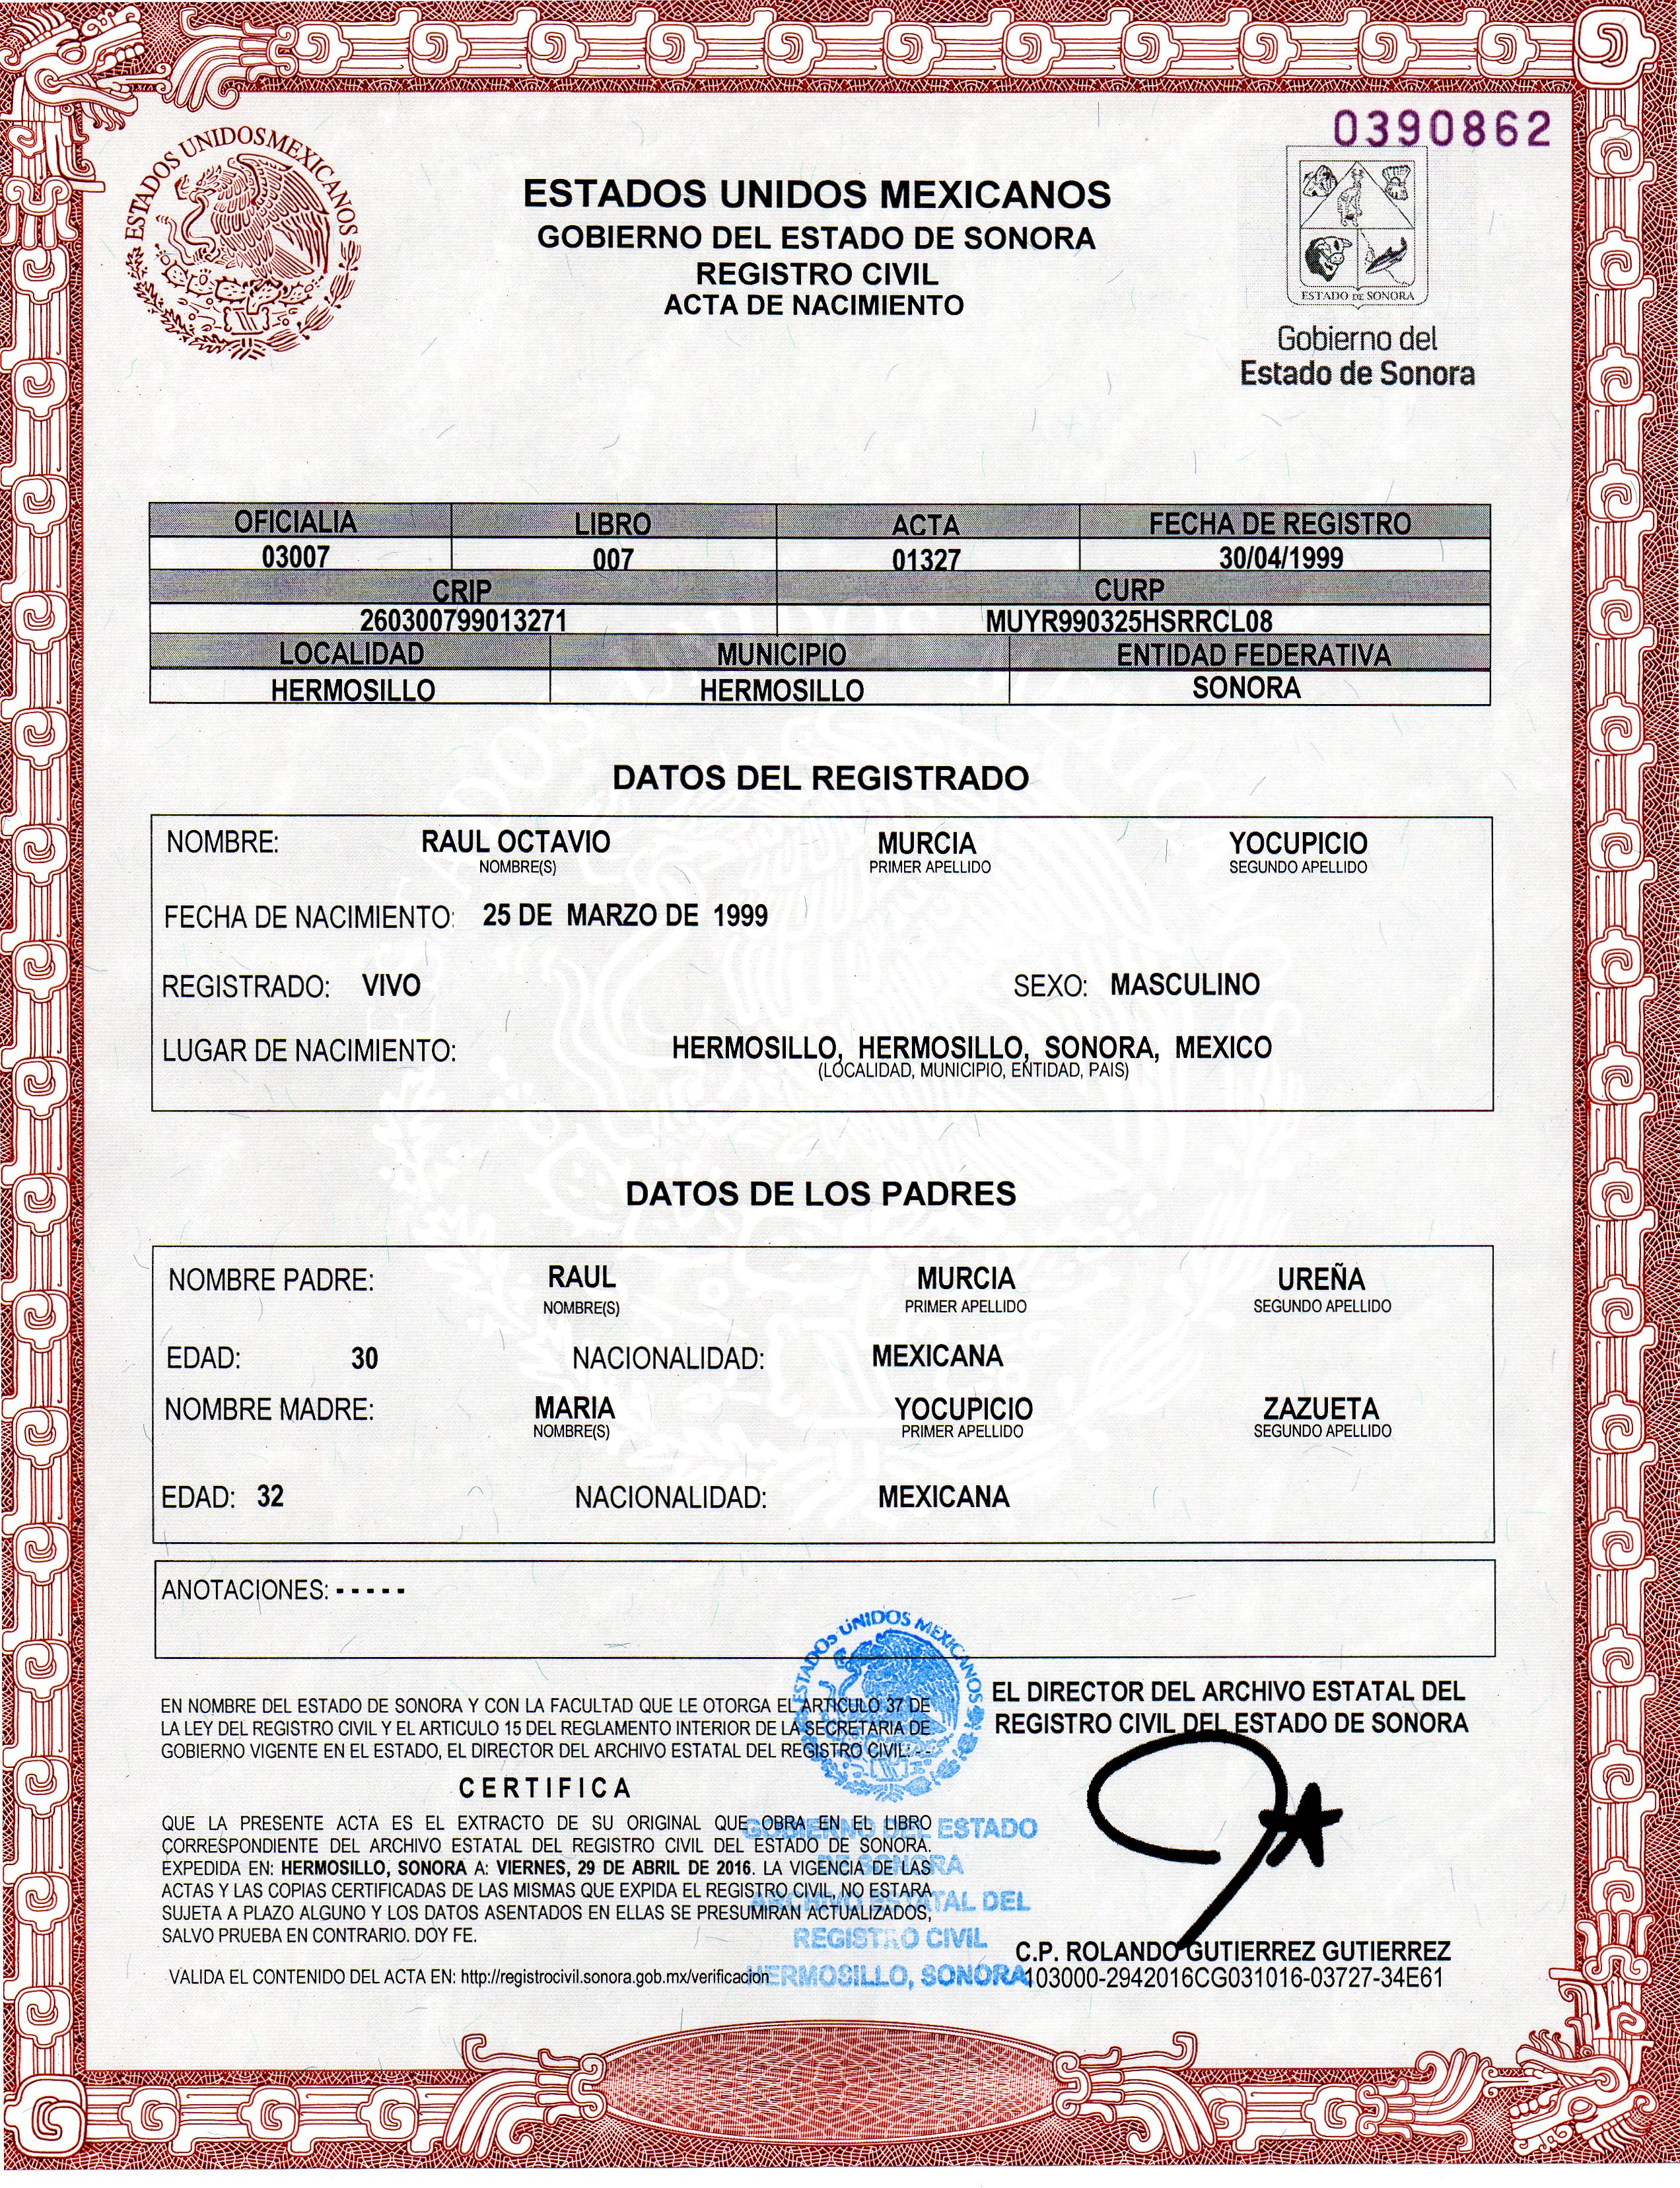 0390862
ESTADOS UNIDOS MEXICANOS
ESTADOS UNIDOS MEXICANOS
GOBIERNO DEL ESTADO DE SONORA
REGISTRO CIVIL
ACTA DE NACIMIENTO
ESTADO DE SONORA
Gobierno del
Estado de Sonora
OFICIALIA LIBRO ACTA FECHA DE REGISTRO
03007 007 01327 30/04/1999
CRIP CURP
260300799013271 MUYR990325HSRRCL08
LOCALIDAD MUNICIPIO ENTIDAD FEDERATIVA
HERMOSILLO HERMOSILLO SONORA
DATOS DEL REGISTRADO
NOMBRE: RAUL OCTAVIO MURCIA YOCUPICIO
NOMBRE(S) PRIMER APELLIDO SEGUNDO APELLIDO
FECHA DE NACIMIENTO: 25 DE MARZO DE 1999
REGISTRADO: VIVO SEXO: MASCULINO
LUGAR DE NACIMIENTO: HERMOSILLO, HERMOSILLO, SONORA, MEXICO
(LOCALIDAD, MUNICIPIO, ENTIDAD, PAIS)
DATOS DE LOS PADRES
NOMBRE PADRE: RAUL MURCIA UREÑA
NOMBRE(S) PRIMER APELLIDO SEGUNDO APELLIDO
EDAD: 30 NACIONALIDAD: MEXICANA
NOMBRE MADRE: MARIA YOCUPICIO ZAZUETA
NOMBRE(S) PRIMER APELLIDO SEGUNDO APELLIDO
EDAD: 32 NACIONALIDAD: MEXICANA
ANOTACIONES: - - - - -
ESTADOS UNIDOS MEXICANOS
EN NOMBRE DEL ESTADO DE SONORA Y CON LA FACULTAD QUE LE OTORGA EL ARTICULO 37 DE
LA LEY DEL REGISTRO CIVIL Y EL ARTICULO 15 DEL REGLAMENTO INTERIOR DE LA SECRETARIA DE
GOBIERNO VIGENTE EN EL ESTADO, EL DIRECTOR DEL ARCHIVO ESTATAL DEL REGISTRO CIVIL: - -
CERTIFICA
QUE LA PRESENTE ACTA ES EL EXTRACTO DE SU ORIGINAL QUE OBRA EN EL LIBRO
CORRESPONDIENTE DEL ARCHIVO ESTATAL DEL REGISTRO CIVIL DEL ESTADO DE SONORA.
EXPEDIDA EN: HERMOSILLO, SONORA A: VIERNES, 29 DE ABRIL DE 2016. LA VIGENCIA DE LAS
ACTAS Y LAS COPIAS CERTIFICADAS DE LAS MISMAS QUE EXPIDA EL REGISTRO CIVIL, NO ESTARA
SUJETA A PLAZO ALGUNO Y LOS DATOS ASENTADOS EN ELLAS SE PRESUMIRAN ACTUALIZADOS,
SALVO PRUEBA EN CONTRARIO. DOY FE.
VALIDA EL CONTENIDO DEL ACTA EN: http://registrocivil.sonora.gob.mx/verificacion
GOBIERNO DEL ESTADO
DE SONORA
ARCHIVO ESTATAL DEL
REGISTRO CIVIL
HERMOSILLO, SONORA
EL DIRECTOR DEL ARCHIVO ESTATAL DEL
REGISTRO CIVIL DEL ESTADO DE SONORA
C.P. ROLANDO GUTIERREZ GUTIERREZ
103000-2942016CG031016-03727-34E61